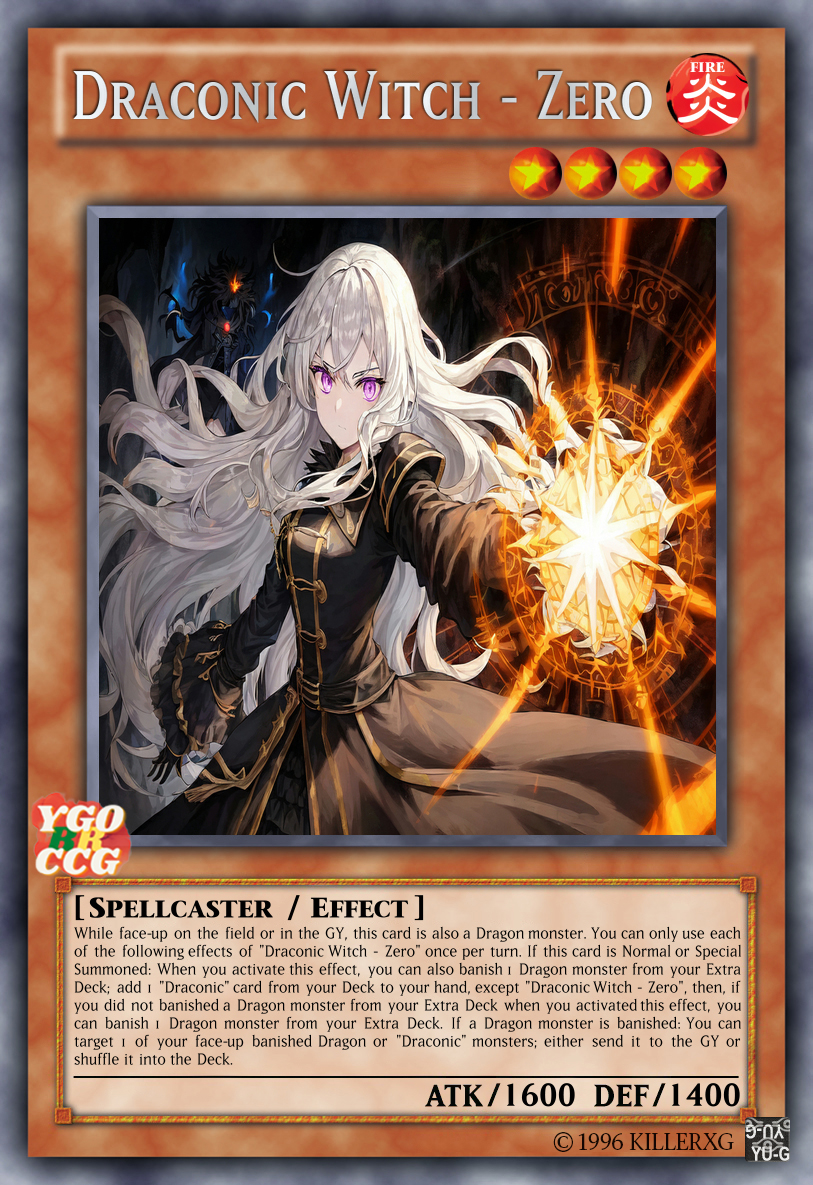 DRACONIC WITCH - ZERO
FIRE
炎
YGO
BR
CCG
[ SPELLCASTER / EFFECT ]
While face-up on the field or in the GY, this card is also a Dragon monster. You can only use each
of the following effects of "Draconic Witch - Zero" once per turn. If this card is Normal or Special
Summoned: When you activate this effect, you can also banish 1 Dragon monster from your Extra
Deck; add 1 "Draconic" card from your Deck to your hand, except "Draconic Witch - Zero", then, if
you did not banished a Dragon monster from your Extra Deck when you activated this effect, you
can banish 1 Dragon monster from your Extra Deck. If a Dragon monster is banished: You can
target 1 of your face-up banished Dragon or "Draconic" monsters; either send it to the GY or
shuffle it into the Deck.
ATK/1600 DEF/1400
© 1996 KILLERXG
YU-G
YU-G